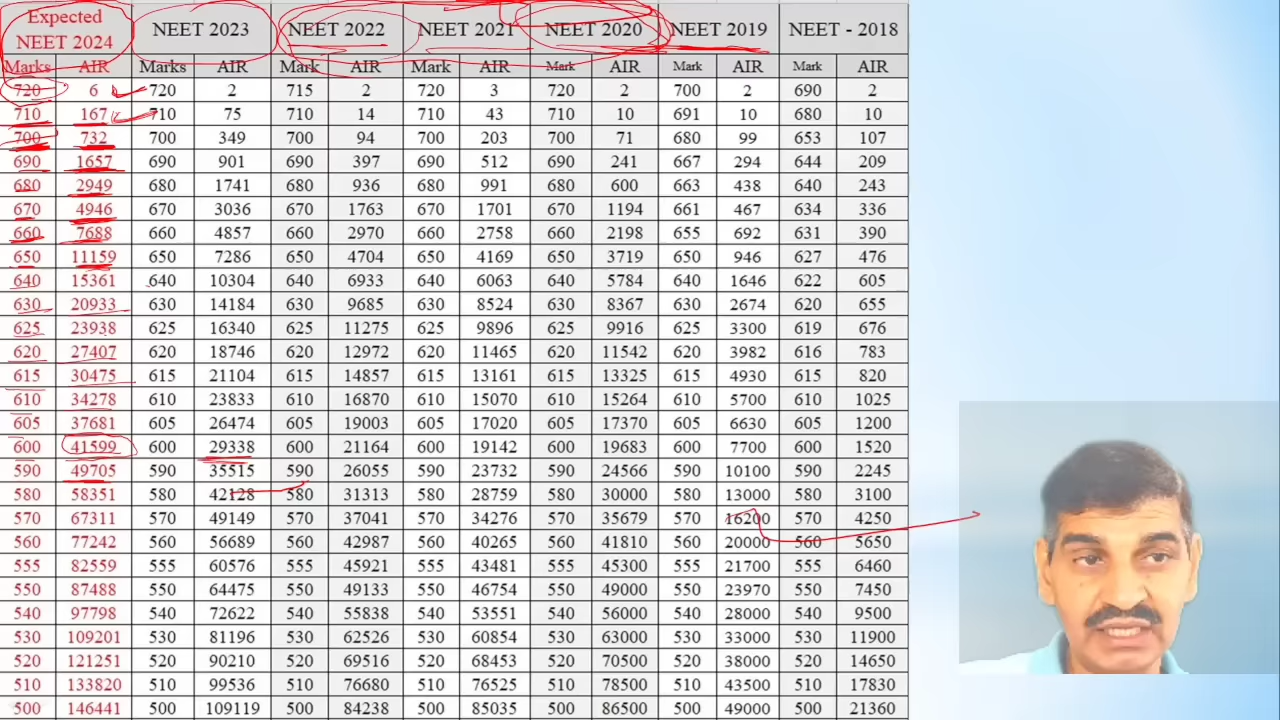 Expected NEET 2024 NEET 2023 NEET 2022 NEET 2021 NEET 2020 NEET 2019 NEET - 2018
Marks AIR Marks AIR Mark AIR Mark AIR Mark AIR Mark AIR Mark AIR
720 6 720 2 715 2 720 3 720 2 700 2 690 2
710 167 710 75 710 14 710 43 710 10 691 10 680 10
700 732 700 349 700 94 700 203 700 71 680 99 653 107
690 1657 690 901 690 397 690 512 690 241 667 294 644 209
680 2949 680 1741 680 936 680 991 680 600 663 438 640 243
670 4946 670 3036 670 1763 670 1701 670 1194 661 467 634 336
660 7688 660 4857 660 2970 660 2758 660 2198 655 692 631 390
650 11159 650 7286 650 4704 650 4169 650 3719 650 946 627 476
640 15361 640 10304 640 6933 640 6063 640 5784 640 1646 622 605
630 20933 630 14184 630 9685 630 8524 630 8367 630 2674 620 655
625 23938 625 16340 625 11275 625 9896 625 9916 625 3300 619 676
620 27407 620 18746 620 12972 620 11465 620 11542 620 3982 616 783
615 30475 615 21104 615 14857 615 13161 615 13325 615 4930 615 820
610 34278 610 23833 610 16870 610 15070 610 15264 610 5700 610 1025
605 37681 605 26474 605 19003 605 17020 605 17370 605 6630 605 1200
600 41599 600 29338 600 21164 600 19142 600 19683 600 7700 600 1520
590 49705 590 35515 590 26055 590 23732 590 24566 590 10100 590 2245
580 58351 580 42128 580 31313 580 28759 580 30000 580 13000 580 3100
570 67311 570 49149 570 37041 570 34276 570 35679 570 16200 570 4250
560 77242 560 56689 560 42987 560 40265 560 41810 560 20000 560 5650
555 82559 555 60576 555 45921 555 43481 555 45300 555 21700 555 6460
550 87488 550 64475 550 49133 550 46754 550 49000 550 23970 550 7450
540 97798 540 72622 540 55838 540 53551 540 56000 540 28000 540 9500
530 109201 530 81196 530 62526 530 60854 530 63000 530 33000 530 11900
520 121251 520 90210 520 69516 520 68453 520 70500 520 38000 520 14650
510 133820 510 99536 510 76680 510 76525 510 78500 510 43500 510 17830
500 146441 500 109119 500 84238 500 85035 500 86500 500 49000 500 21360